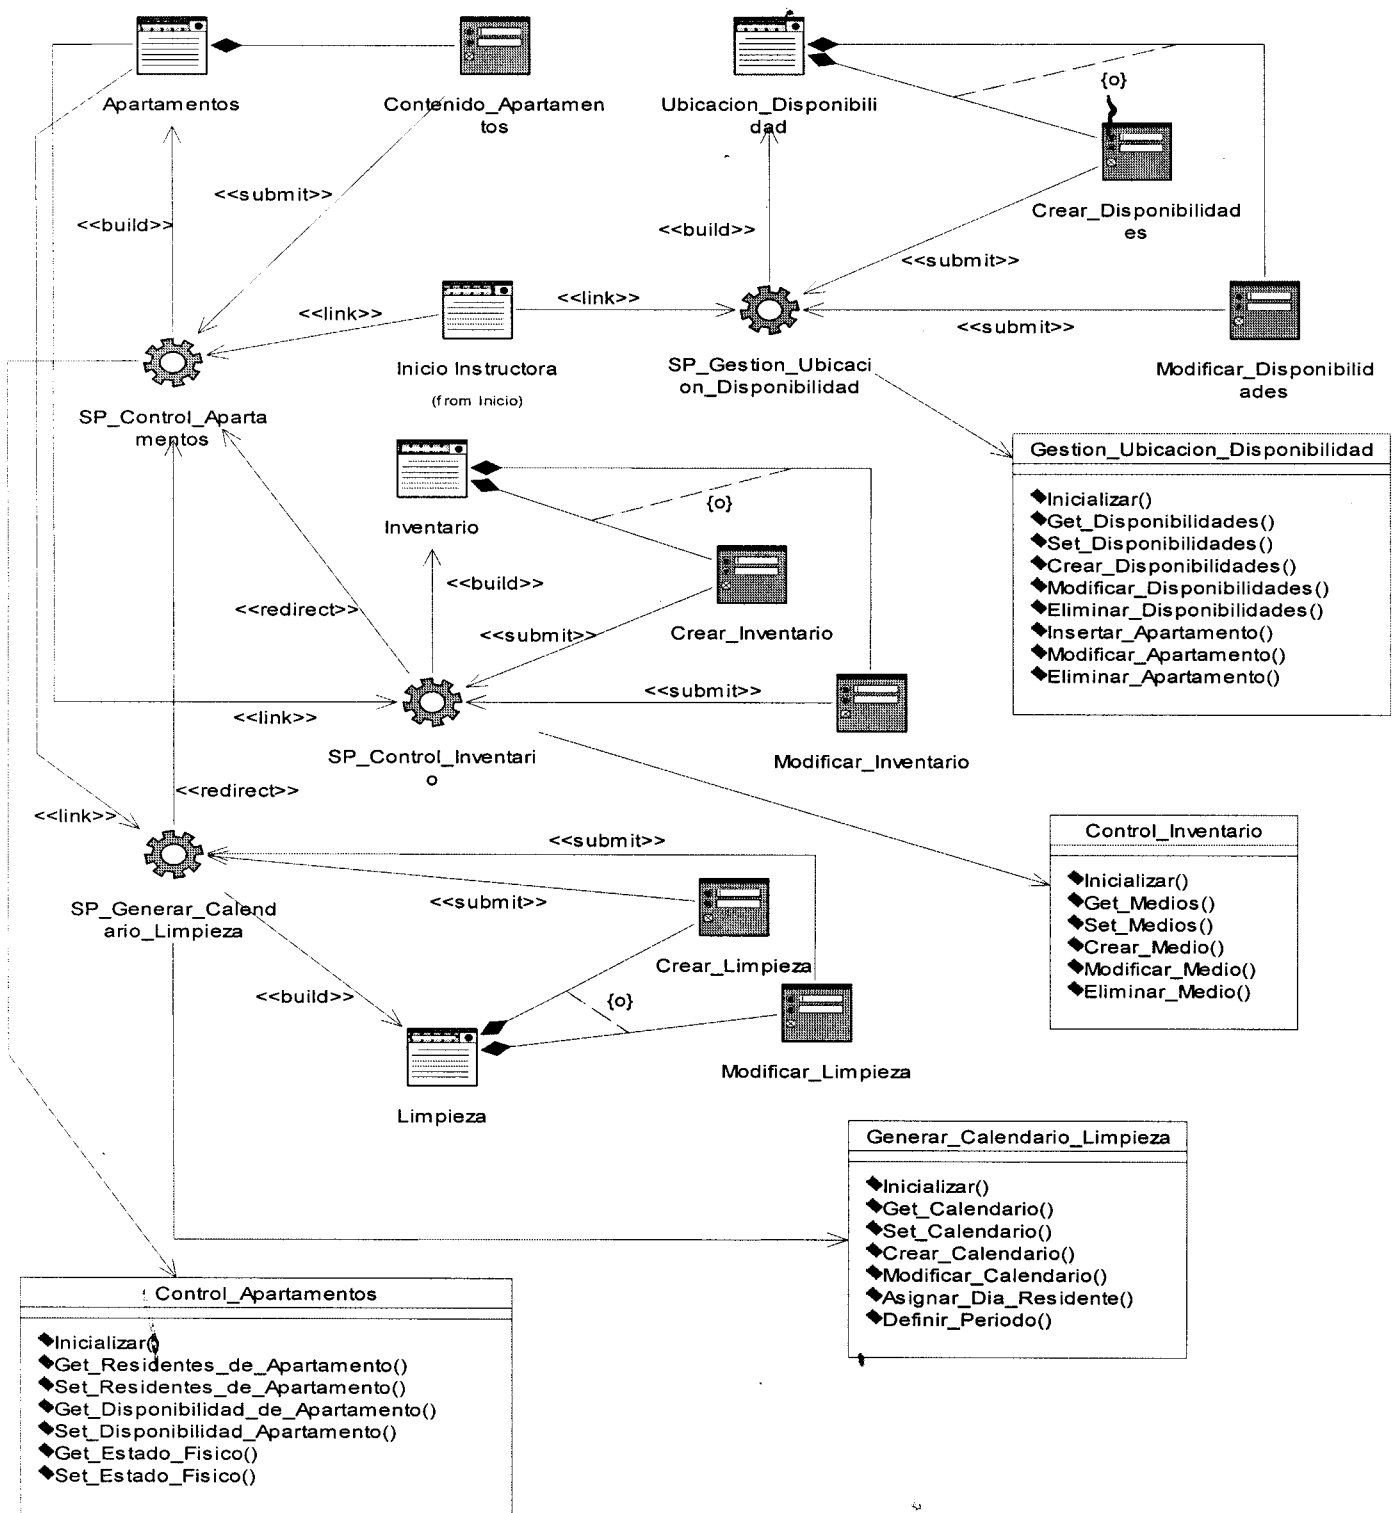 Apartamentos
Contenido_Apartamen
tos
Ubicacion_Disponibili
dad
{o}
Crear_Disponibilidad
es
<<submit>>
<<build>>
<<build>>
<<submit>>
<<link>>
<<link>>
<<submit>>
Inicio Instructora
(from Inicio)
SP_Gestion_Ubicaci
on_Disponibilidad
Modificar_Disponibilid
ades
SP_Control_Aparta
mentos
Gestion_Ubicacion_Disponibilidad
Inicializar()
Get_Disponibilidades()
Set_Disponibilidades()
Crear_Disponibilidades()
Modificar_Disponibilidades()
Eliminar_Disponibilidades()
Insertar_Apartamento()
Modificar_Apartamento()
Eliminar_Apartamento()
Inventario
{o}
<<build>>
<<redirect>>
<<submit>>
Crear_Inventario
<<submit>>
<<link>>
SP_Control_Inventari
o
Modificar_Inventario
<<redirect>>
<<link>>
<<submit>>
Control_Inventario
Inicializar()
Get_Medios()
Set_Medios()
Crear_Medio()
Modificar_Medio()
Eliminar_Medio()
SP_Generar_Calend
ario_Limpieza
<<submit>>
Crear_Limpieza
<<build>>
{o}
Modificar_Limpieza
Limpieza
Generar_Calendario_Limpieza
Inicializar()
Get_Calendario()
Set_Calendario()
Crear_Calendario()
Modificar_Calendario()
Asignar_Dia_Residente()
Definir_Periodo()
Control_Apartamentos
Inicializar()
Get_Residentes_de_Apartamento()
Set_Residentes_de_Apartamento()
Get_Disponibilidad_de_Apartamento()
Set_Disponibilidad_Apartamento()
Get_Estado_Fisico()
Set_Estado_Fisico()